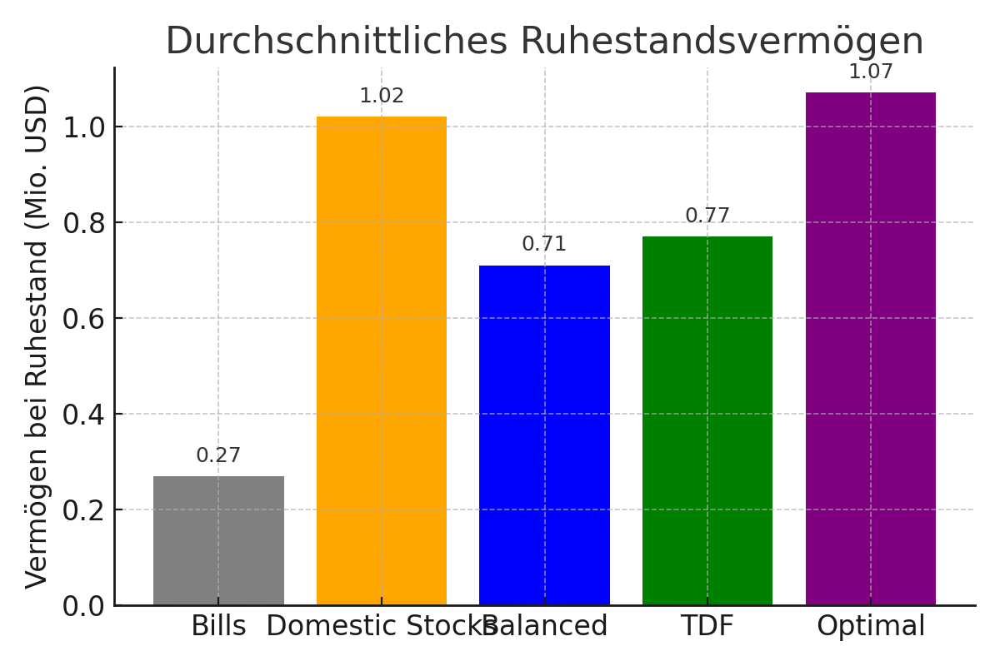 Durchschnittliches Ruhestandsvermögen
Vermögen bei Ruhestand (Mio. USD)
1.0
0.8
0.6
0.4
0.2
0.0
0.27
1.02
0.71
0.77
1.07
Bills
Domestic Stocks
Balanced
TDF
Optimal